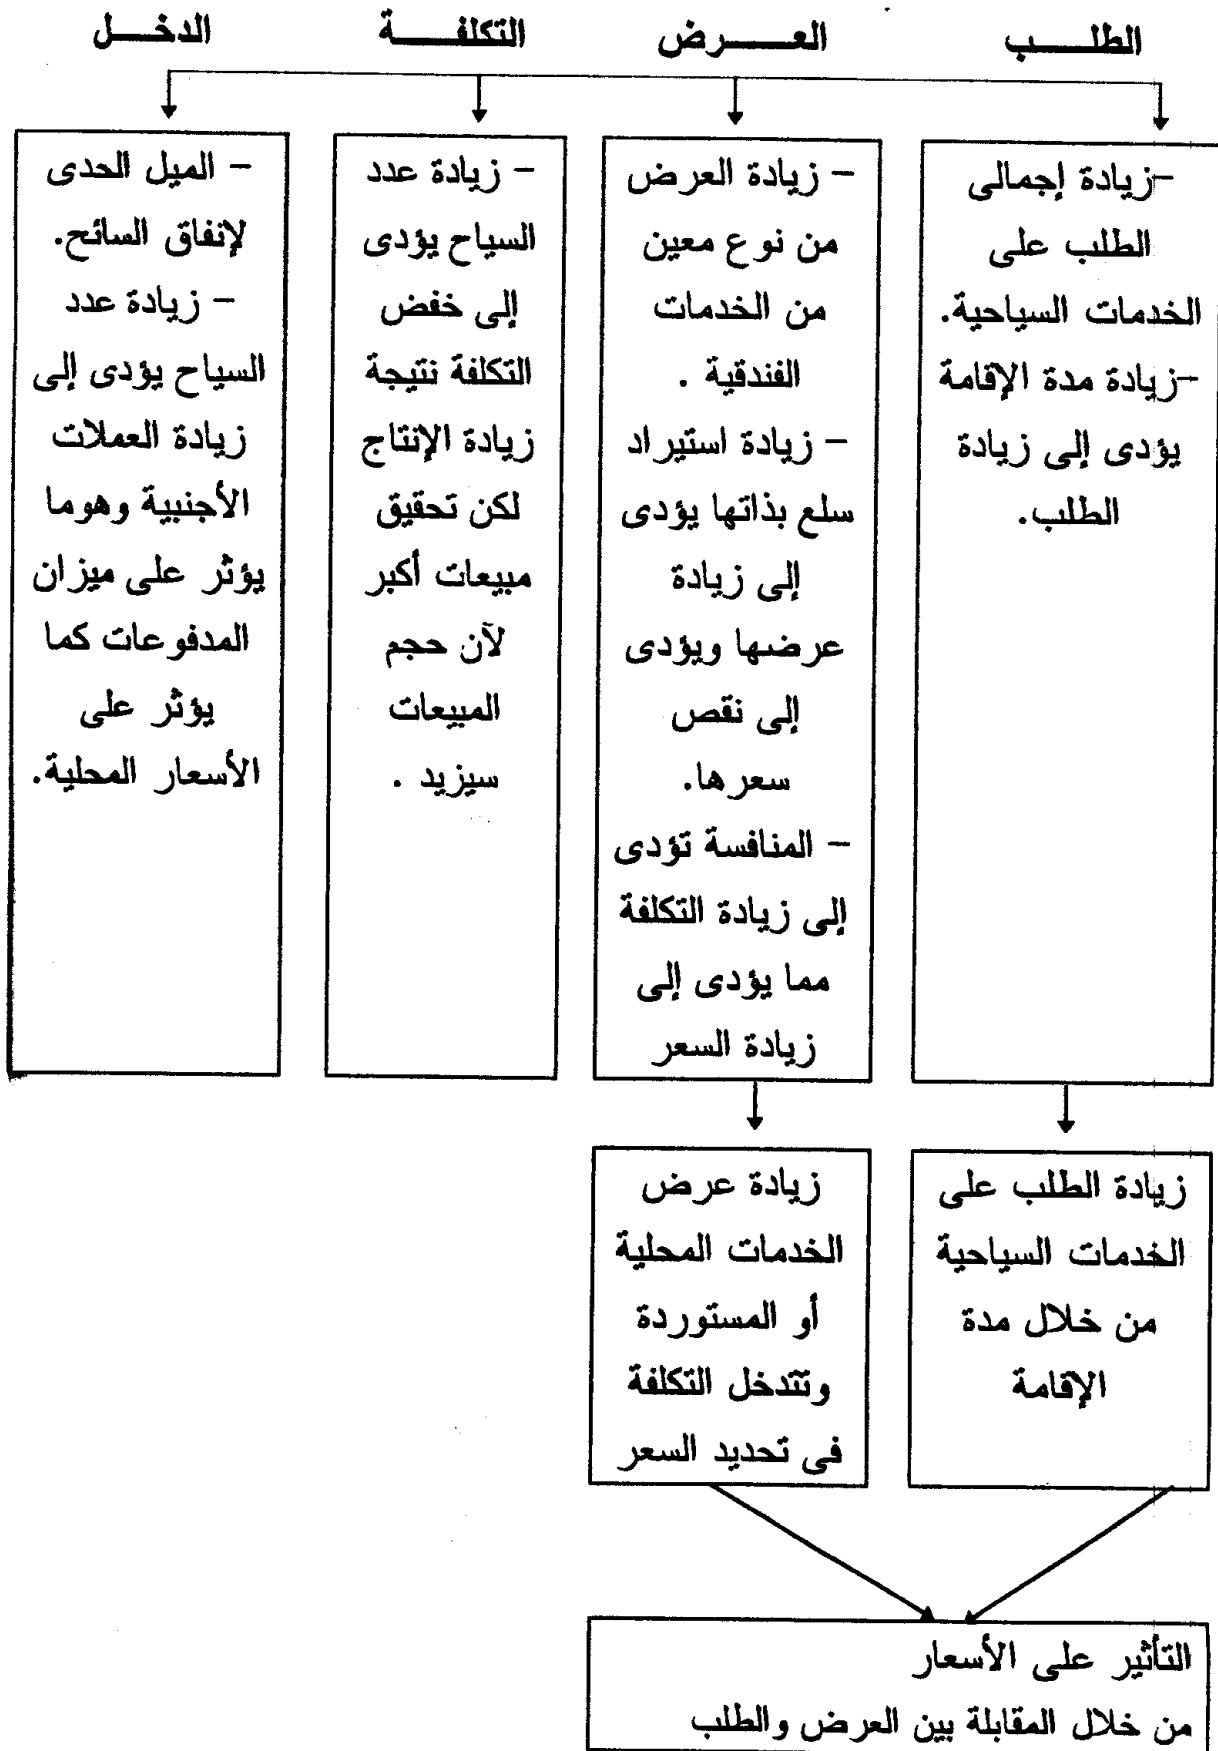 الطلب
العرض
التكلفة
الدخل
-زيادة إجمالى
الطلب على
الخدمات السياحية.
-زيادة مدة الإقامة
يؤدى إلى زيادة
الطلب.
- زيادة العرض
من نوع معين
من الخدمات
الفندقية .
- زيادة استيراد
سلع بذاتها يؤدى
إلى زيادة
عرضها ويؤدى
إلى نقص
سعرها.
- المنافسة تؤدى
إلى زيادة التكلفة
مما يؤدى إلى
زيادة السعر
- زيادة عدد
السياح يؤدى
إلى خفض
التكلفة نتيجة
زيادة الإنتاج
لكن تحقيق
مبيعات أكبر
لآن حجم
المبيعات
سيزيد .
- الميل الحدى
لإنفاق السائح.
- زيادة عدد
السياح يؤدى إلى
زيادة العملات
الأجنبية وهوما
يؤثر على ميزان
المدفوعات كما
يؤثر على
الأسعار المحلية.
زيادة الطلب على
الخدمات السياحية
من خلال مدة
الإقامة
زيادة عرض
الخدمات المحلية
أو المستوردة
وتتدخل التكلفة
فى تحديد السعر
التأثير على الأسعار
من خلال المقابلة بين العرض والطلب